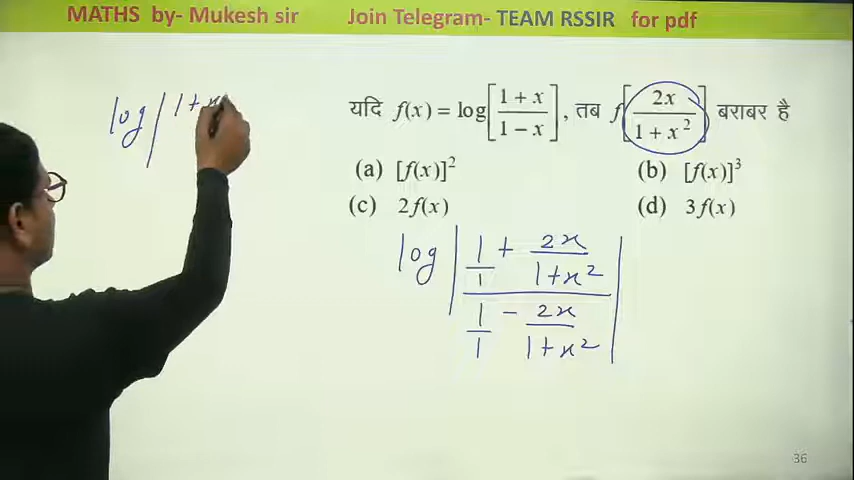 MATHS by- Mukesh sir Join Telegram- TEAM RSSIR for pdf
यदि f(x) = log[(1 + x)/(1 − x)], तब f[2x/(1 + x²)] बराबर है
(a) [f(x)]² (b) [f(x)]³
(c) 2f(x) (d) 3f(x)
log |(1/1 + 2x/(1+x²))/(1/1 − 2x/(1+x²))|
log | 1+x
36